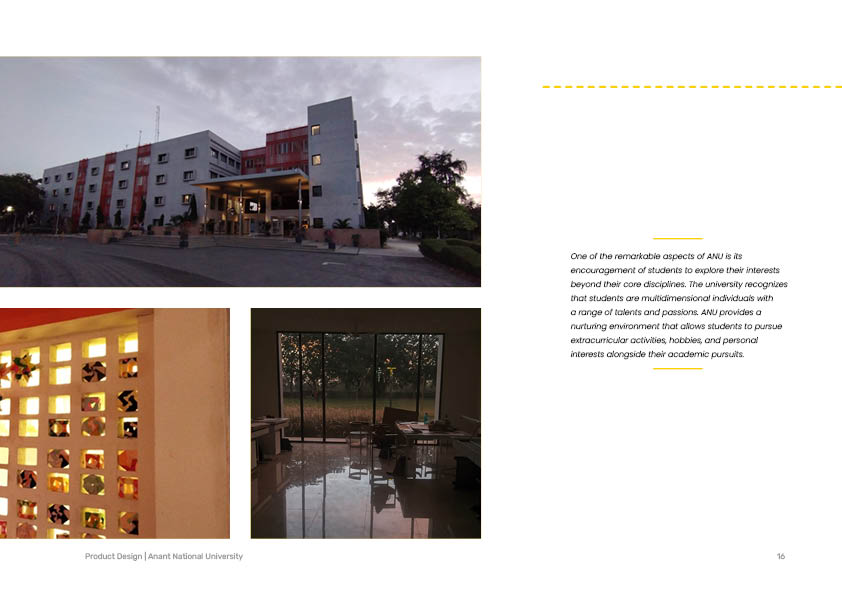 One of the remarkable aspects of ANU is its
encouragement of students to explore their interests
beyond their core disciplines. The university recognizes
that students are multidimensional individuals with
a range of talents and passions. ANU provides a
nurturing environment that allows students to pursue
extracurricular activities, hobbies, and personal
interests alongside their academic pursuits.
Product Design | Anant National University
16